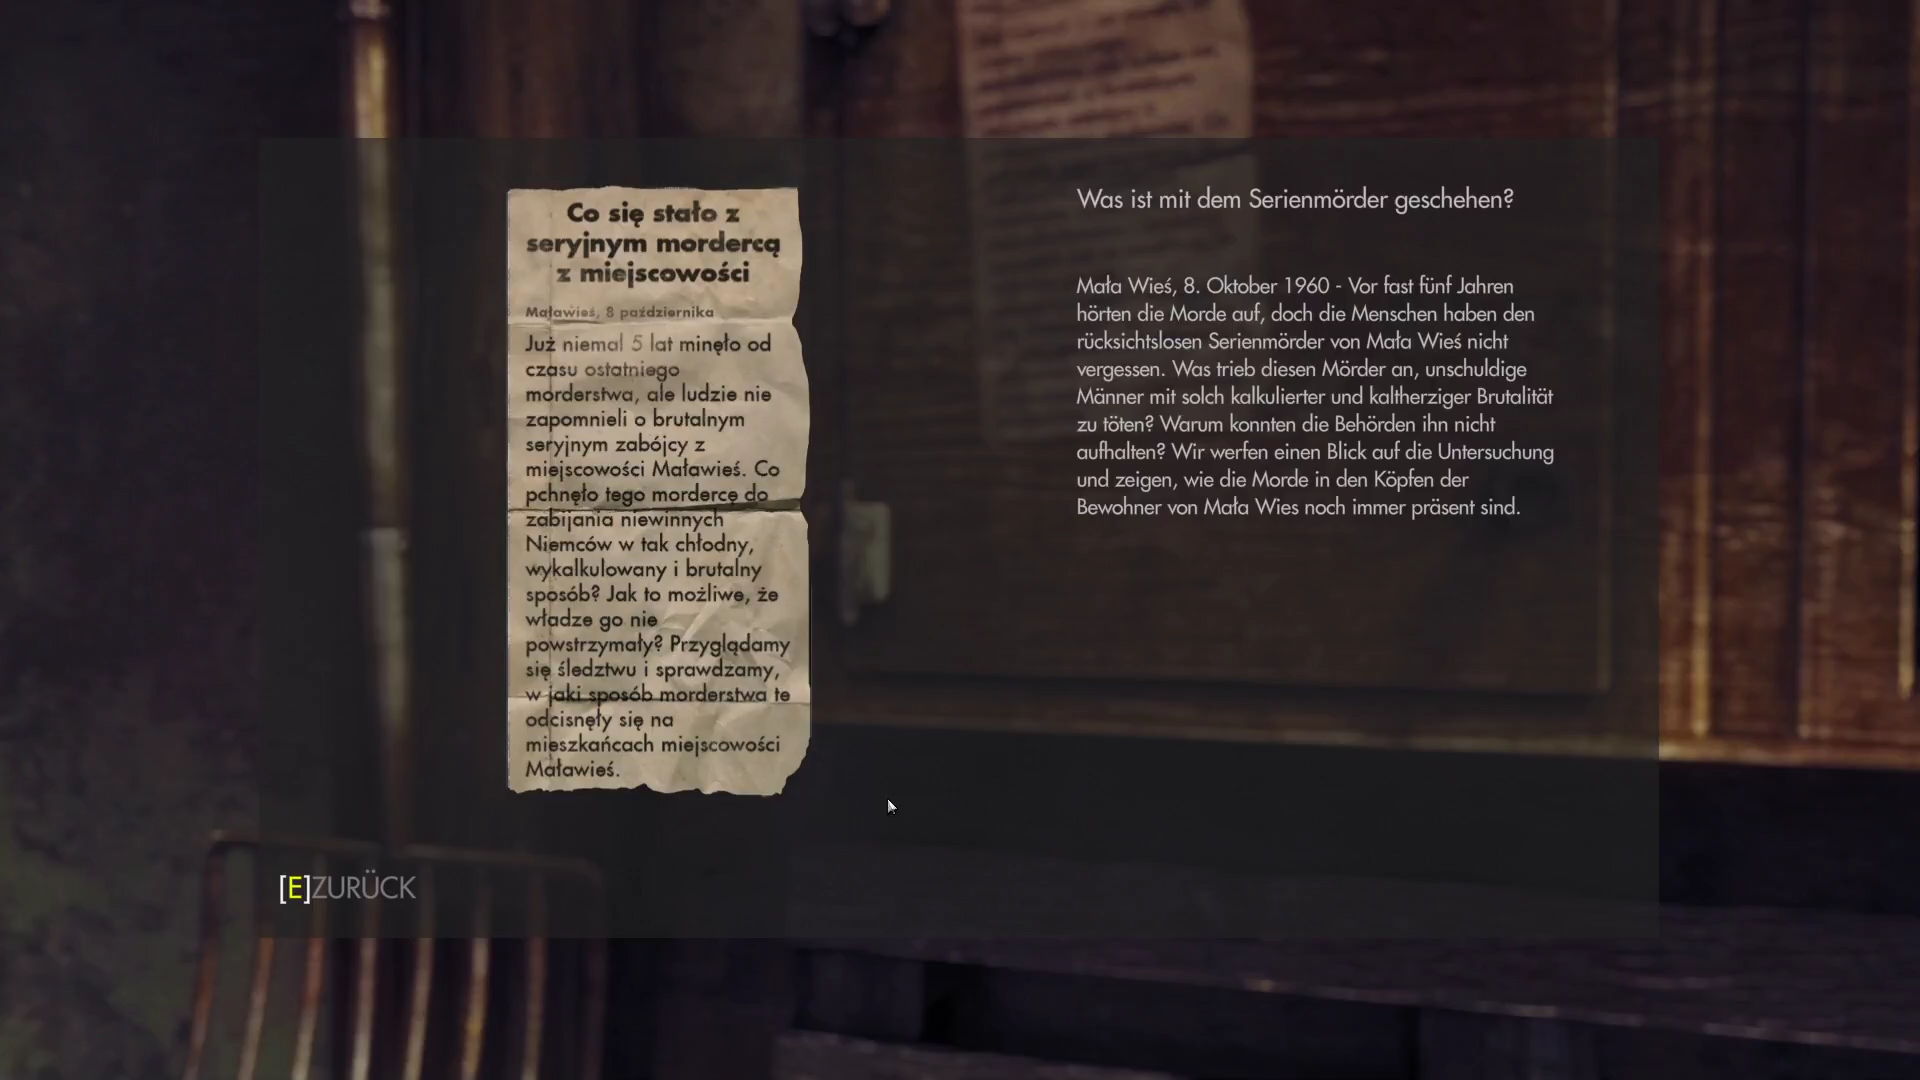 Co się stało z
seryjnym mordercą
z miejscowości
Maławieś, 8 października
Już niemal 5 lat minęło od
czasu ostatniego
morderstwa, ale ludzie nie
zapomnieli o brutalnym
seryjnym zabójcy z
miejscowości Maławieś. Co
pchnęło tego mordercę do
zabijania niewinnych
Niemców w tak chłodny,
wykalkulowany i brutalny
sposób? Jak to możliwe, że
władze go nie
powstrzymały? Przyglądamy
się śledztwu i sprawdzamy,
w jaki sposób morderstwa te
odcisnęły się na
mieszkańcach miejscowości
Maławieś.
Was ist mit dem Serienmörder geschehen?
Mała Wieś, 8. Oktober 1960 - Vor fast fünf Jahren
hörten die Morde auf, doch die Menschen haben den
rücksichtslosen Serienmörder von Mała Wieś nicht
vergessen. Was trieb diesen Mörder an, unschuldige
Männer mit solch kalkulierter und kaltherziger Brutalität
zu töten? Warum konnten die Behörden ihn nicht
aufhalten? Wir werfen einen Blick auf die Untersuchung
und zeigen, wie die Morde in den Köpfen der
Bewohner von Mała Wies noch immer präsent sind.
[E]ZURÜCK